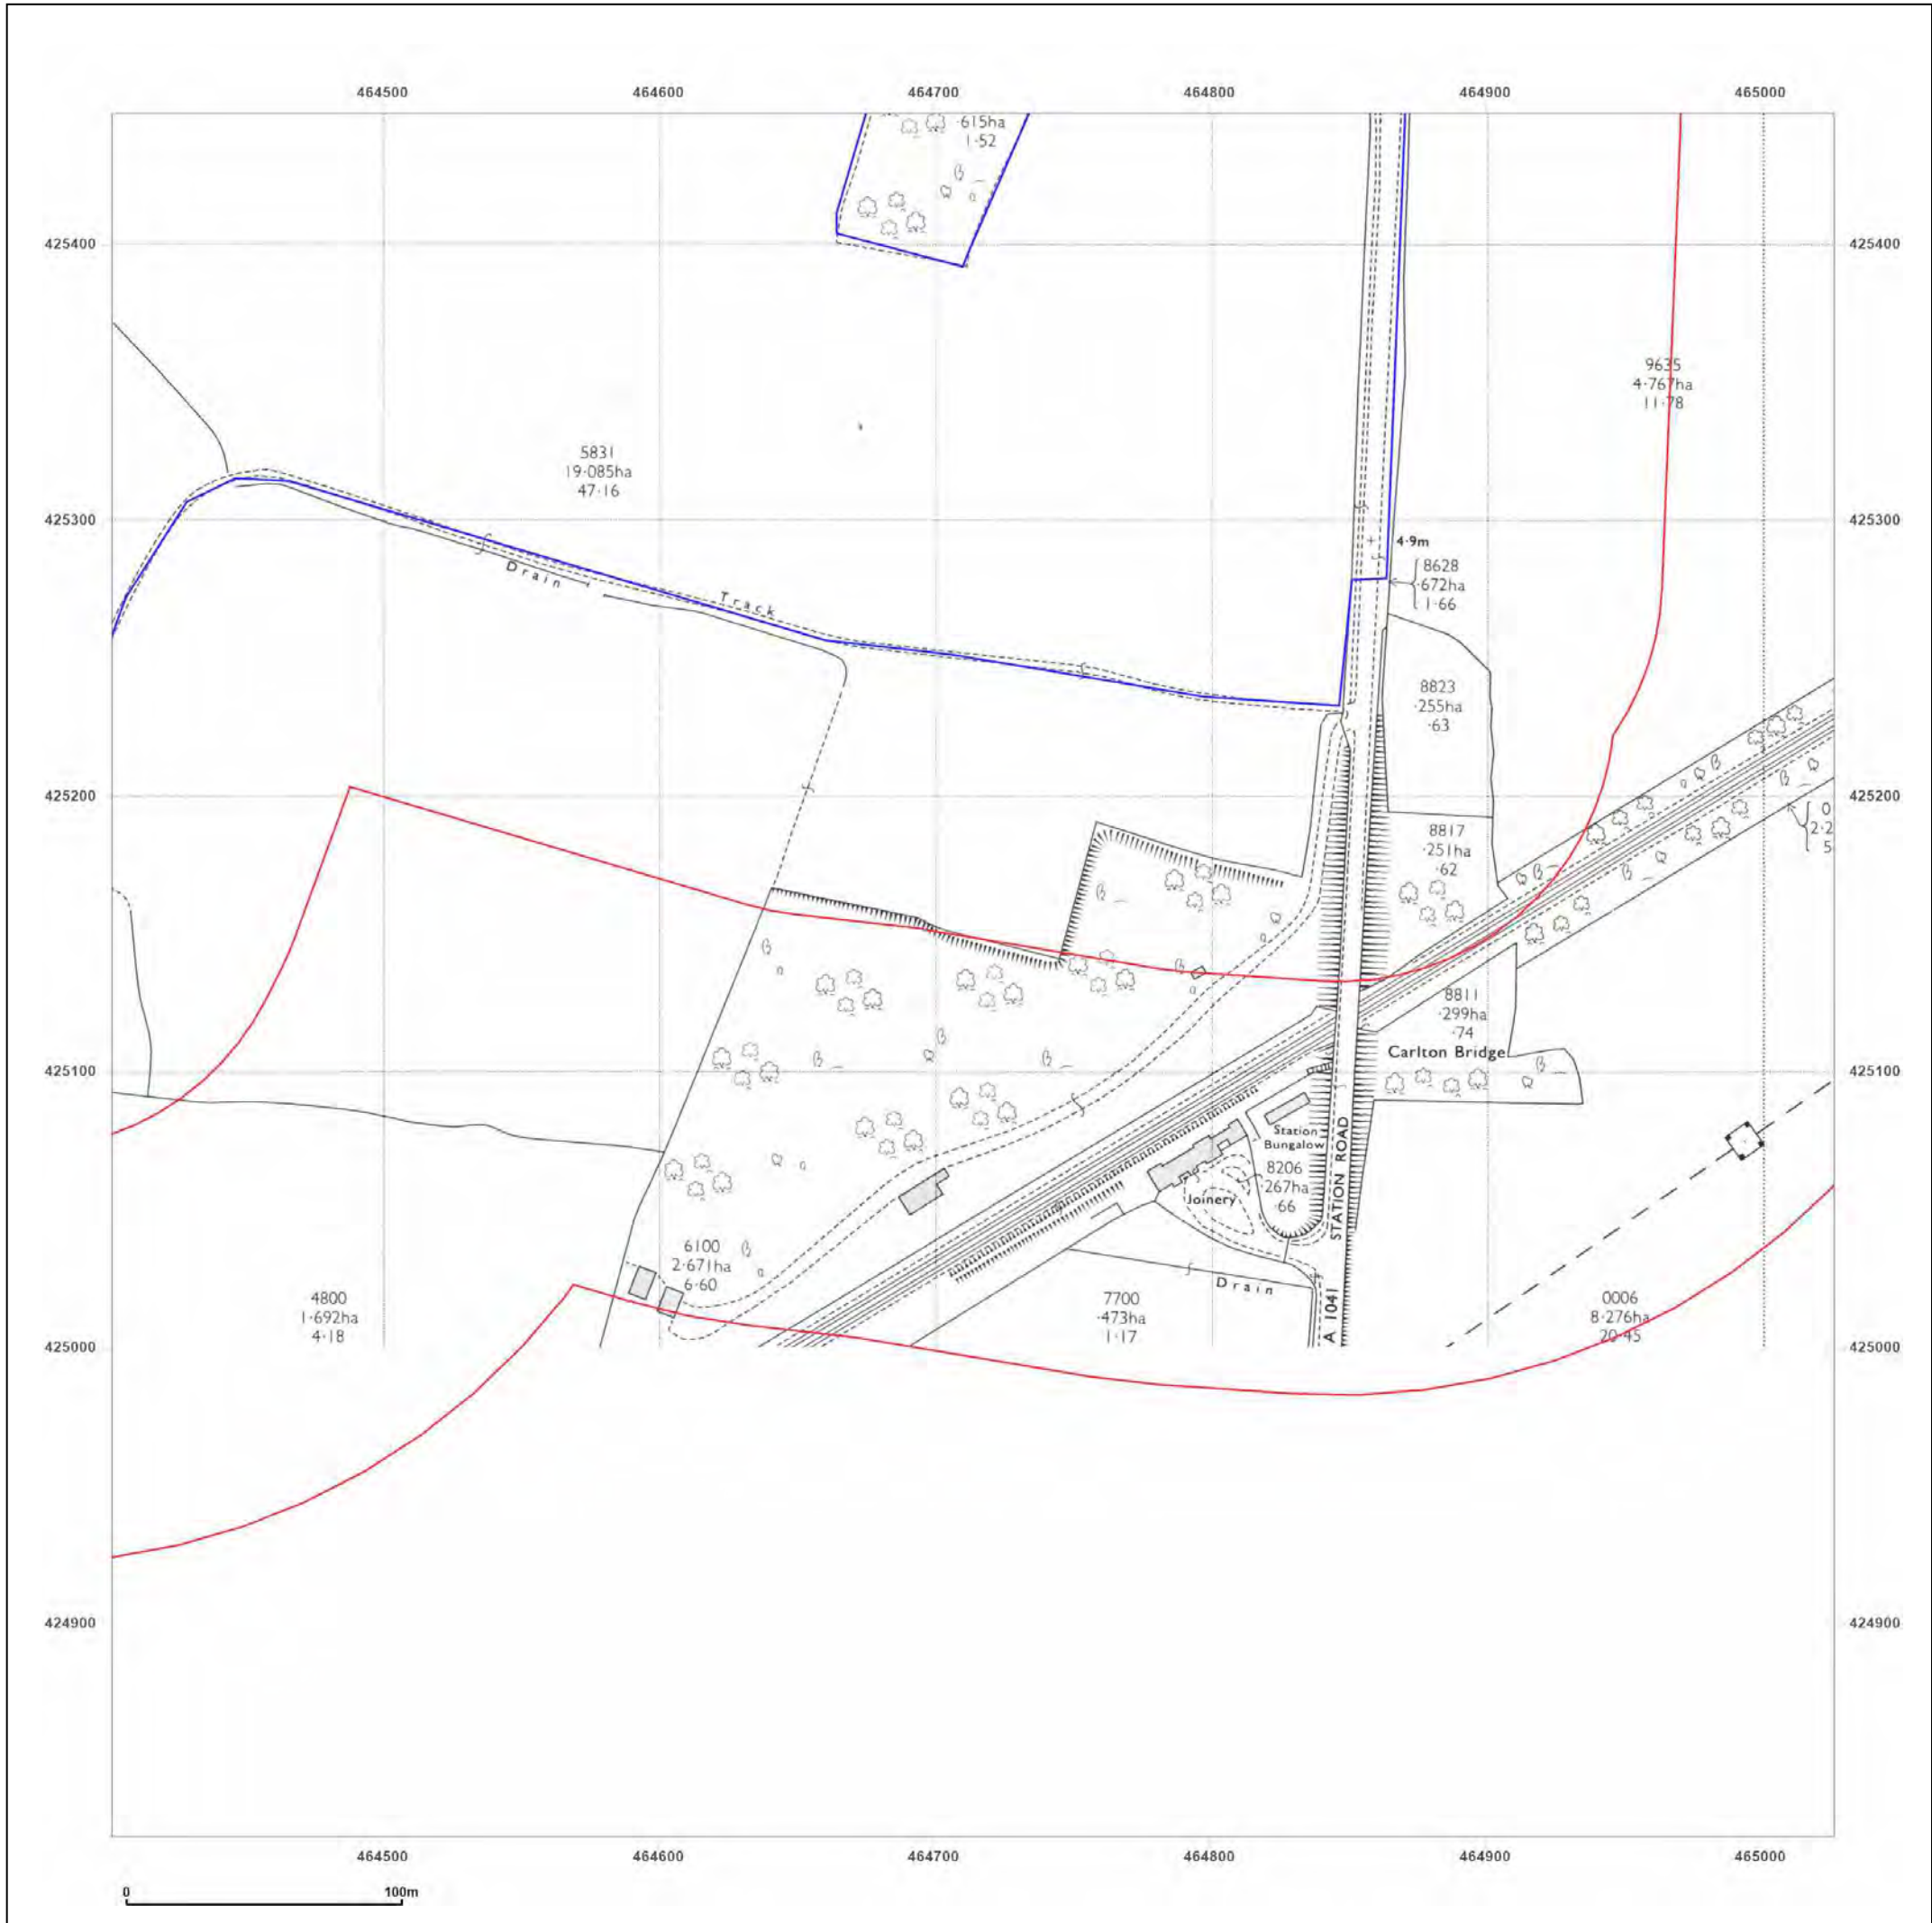 464500 464600 464700 464800 464900 465000
·615ha
1·52
425400 425400
9635
4·767ha
11·78
5831
19·085ha
47·16
425300 425300
4·9m
8628
·672ha
1·66
Drain
Track
8823
·255ha
·63
425200 425200
0
2·2
5
8817
·251ha
·62
8811
·299ha
·74
Carlton Bridge
425100 425100
Station
Bungalow
8206
·267ha
·66
Joinery
STATION ROAD
6100
2·671ha
6·60
Drain
4800
1·692ha
4·18
7700
·473ha
1·17
A 1041
0006
8·276ha
20·45
425000 425000
424900 424900
464500 464600 464700 464800 464900 465000
0 100m